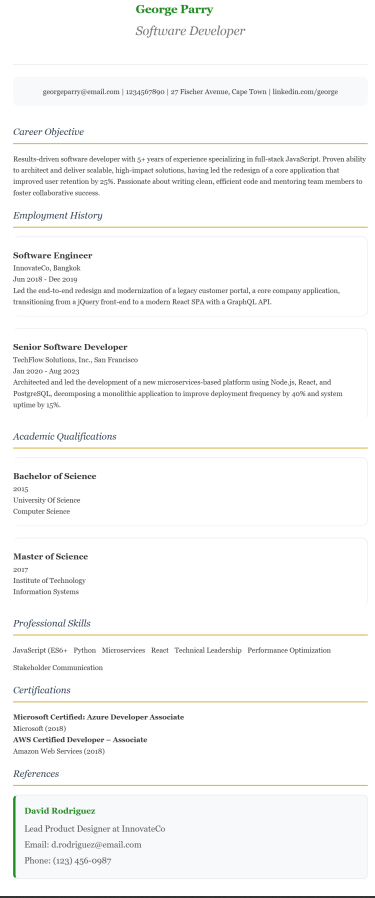 George Parry
Software Developer
georgeparry@email.com | 1234567890 | 27 Fischer Avenue, Cape Town | linkedin.com/george
Career Objective
Results-driven software developer with 5+ years of experience specializing in full-stack JavaScript. Proven ability
to architect and deliver scalable, high-impact solutions, having led the redesign of a core application that
improved user retention by 25%. Passionate about writing clean, efficient code and mentoring team members to
foster collaborative success.
Employment History
Software Engineer
InnovateCo, Bangkok
Jun 2018 - Dec 2019
Led the end-to-end redesign and modernization of a legacy customer portal, a core company application,
transitioning from a jQuery front-end to a modern React SPA with a GraphQL API.
Senior Software Developer
TechFlow Solutions, Inc., San Francisco
Jan 2020 - Aug 2023
Architected and led the development of a new microservices-based platform using Node.js, React, and
PostgreSQL, decomposing a monolithic application to improve deployment frequency by 40% and system
uptime by 15%.
Academic Qualifications
Bachelor of Science
2015
University Of Science
Computer Science
Master of Science
2017
Institute of Technology
Information Systems
Professional Skills
JavaScript (ES6+ Python Microservices React Technical Leadership Performance Optimization
Stakeholder Communication
Certifications
Microsoft Certified: Azure Developer Associate
Microsoft (2018)
AWS Certified Developer – Associate
Amazon Web Services (2018)
References
David Rodriguez
Lead Product Designer at InnovateCo
Email: d.rodriguez@email.com
Phone: (123) 456-0987